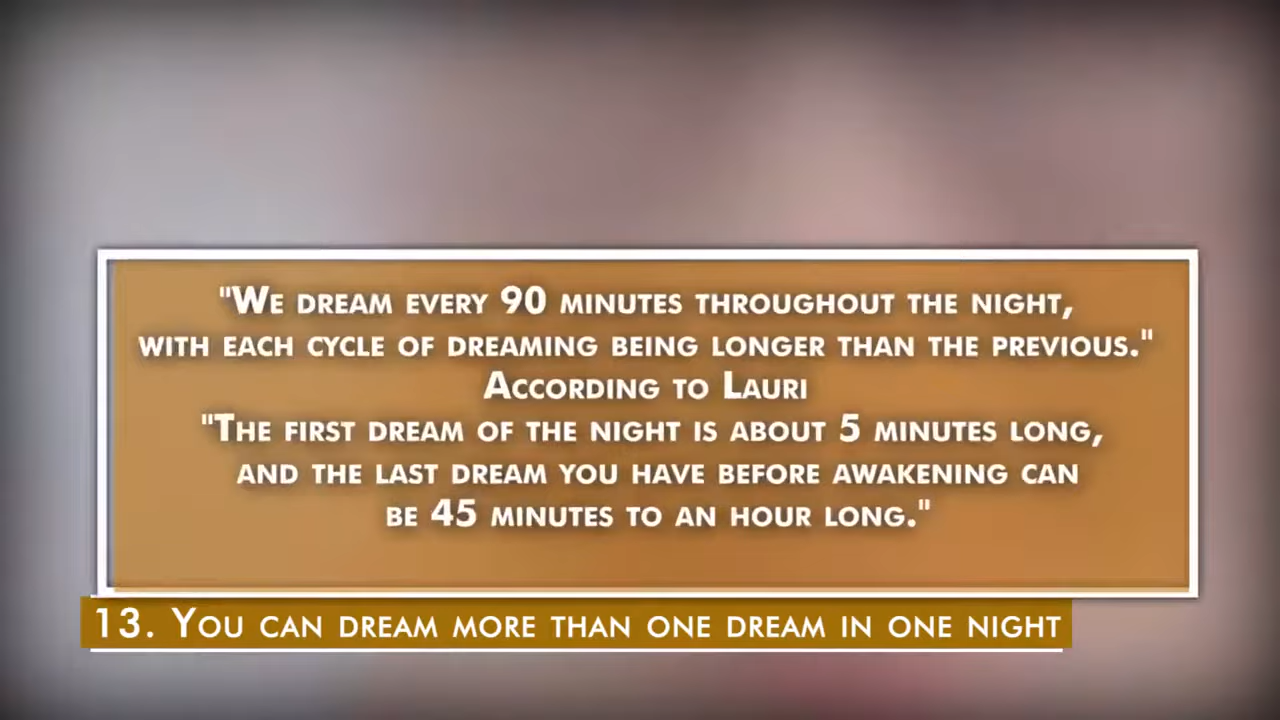 "We dream every 90 minutes throughout the night,
with each cycle of dreaming being longer than the previous."
According to Lauri
"The first dream of the night is about 5 minutes long,
and the last dream you have before awakening can
be 45 minutes to an hour long."
13. You can dream more than one dream in one night